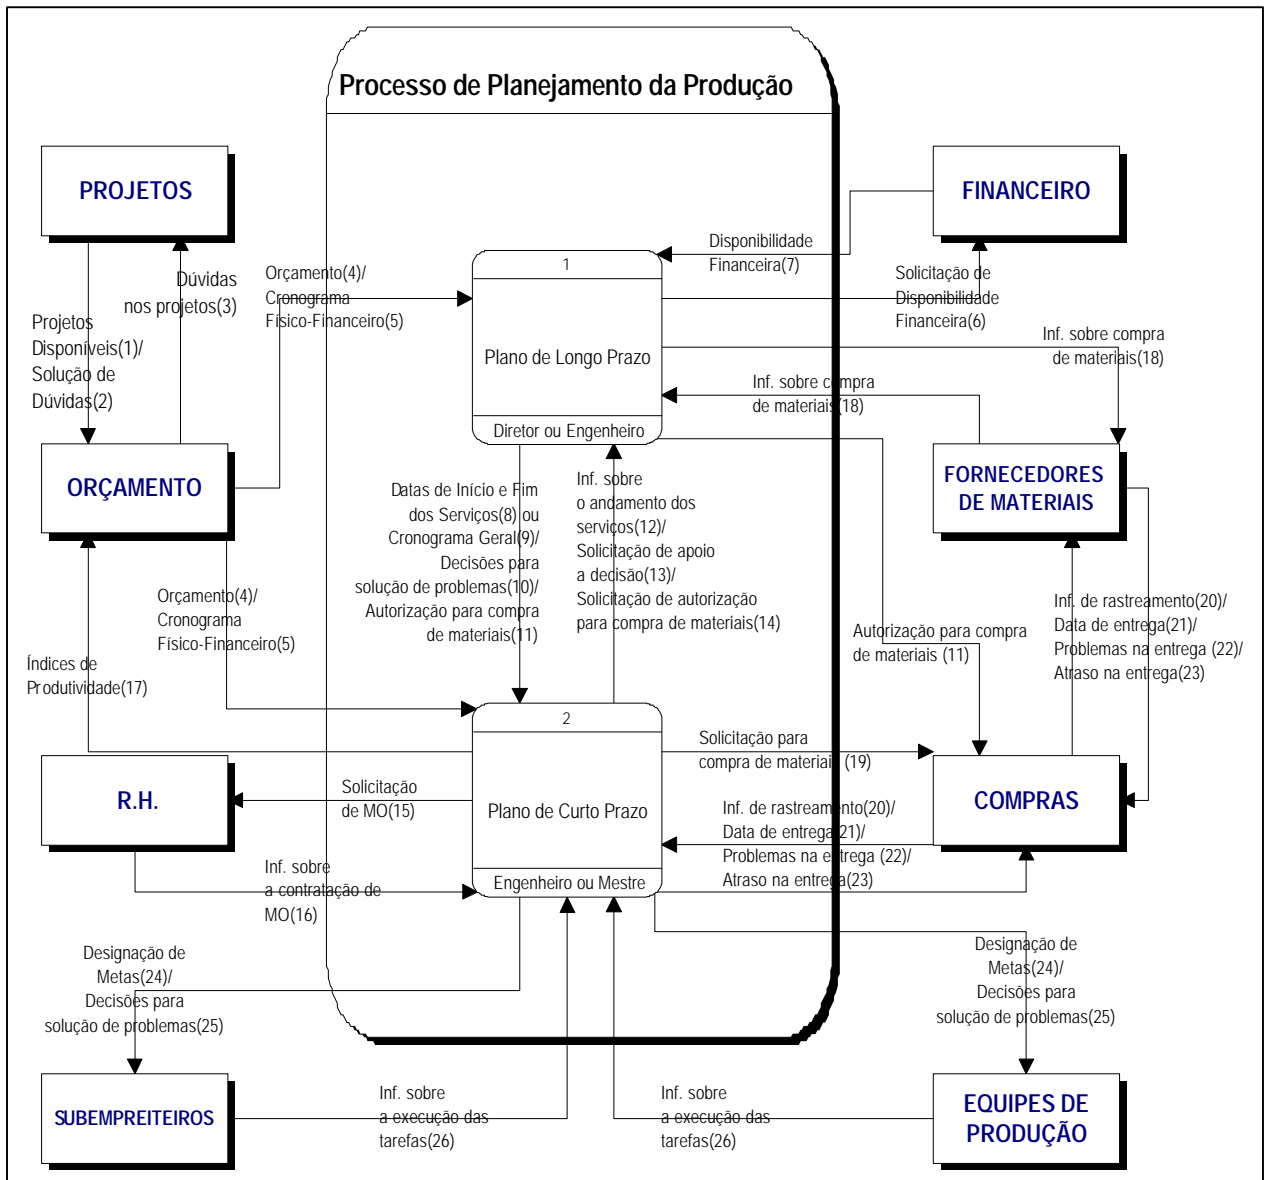 Processo de Planejamento da Produção
PROJETOS
FINANCEIRO
Disponibilidade
Financeira(7)
1
Dúvidas
nos projetos(3)
Orçamento(4)/
Cronograma
Físico-Financeiro(5)
Solicitação de
Disponibilidade
Financeira(6)
Projetos
Disponíveis(1)/
Solução de
Dúvidas(2)
Plano de Longo Prazo
Inf. sobre compra
de materiais(18)
Inf. sobre compra
de materiais(18)
Diretor ou Engenheiro
ORÇAMENTO
FORNECEDORES
DE MATERIAIS
Datas de Início e Fim
dos Serviços(8) ou
Cronograma Geral(9)/
Decisões para
solução de problemas(10)/
Autorização para compra
de materiais(11)
Inf. sobre
o andamento dos
serviços(12)/
Solicitação de apoio
a decisão(13)/
Solicitação de autorização
para compra de materiais(14)
Orçamento(4)/
Cronograma
Físico-Financeiro(5)
Inf. de rastreamento(20)/
Data de entrega(21)/
Problemas na entrega (22)/
Atraso na entrega(23)
Autorização para compra
de materiais (11)
Índices de
Produtividade(17)
2
Solicitação para
compra de materiais (19)
R.H.
Solicitação
de MO(15)
Plano de Curto Prazo
COMPRAS
Inf. de rastreamento(20)/
Data de entrega(21)/
Problemas na entrega (22)/
Atraso na entrega(23)
Engenheiro ou Mestre
Inf. sobre
a contratação de
MO(16)
Designação de
Metas(24)/
Decisões para
solução de problemas(25)
Designação de
Metas(24)/
Decisões para
solução de problemas(25)
SUBEMPREITEIROS
Inf. sobre
a execução das
tarefas(26)
Inf. sobre
a execução das
tarefas(26)
EQUIPES DE
PRODUÇÃO